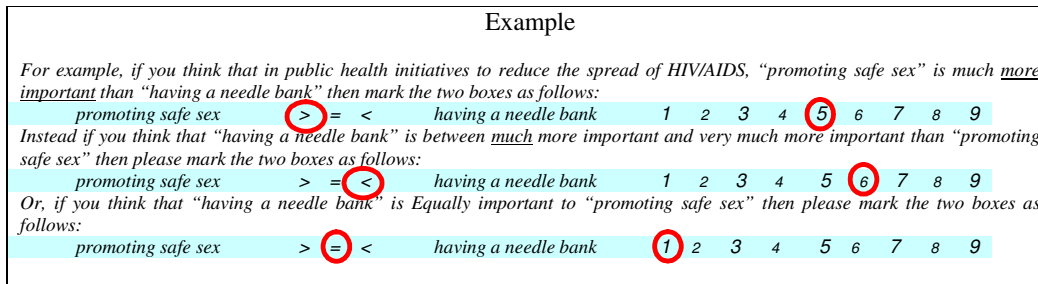 Example
For example, if you think that in public health initiatives to reduce the spread of HIV/AIDS, “promoting safe sex” is much more
important than “having a needle bank” then mark the two boxes as follows:
promoting safe sex > = < having a needle bank 1 2 3 4 5 6 7 8 9
Instead if you think that “having a needle bank” is between much more important and very much more important than “promoting
safe sex” then please mark the two boxes as follows:
promoting safe sex > = < having a needle bank 1 2 3 4 5 6 7 8 9
Or, if you think that “having a needle bank” is Equally important to “promoting safe sex” then please mark the two boxes as
follows:
promoting safe sex > = < having a needle bank 1 2 3 4 5 6 7 8 9